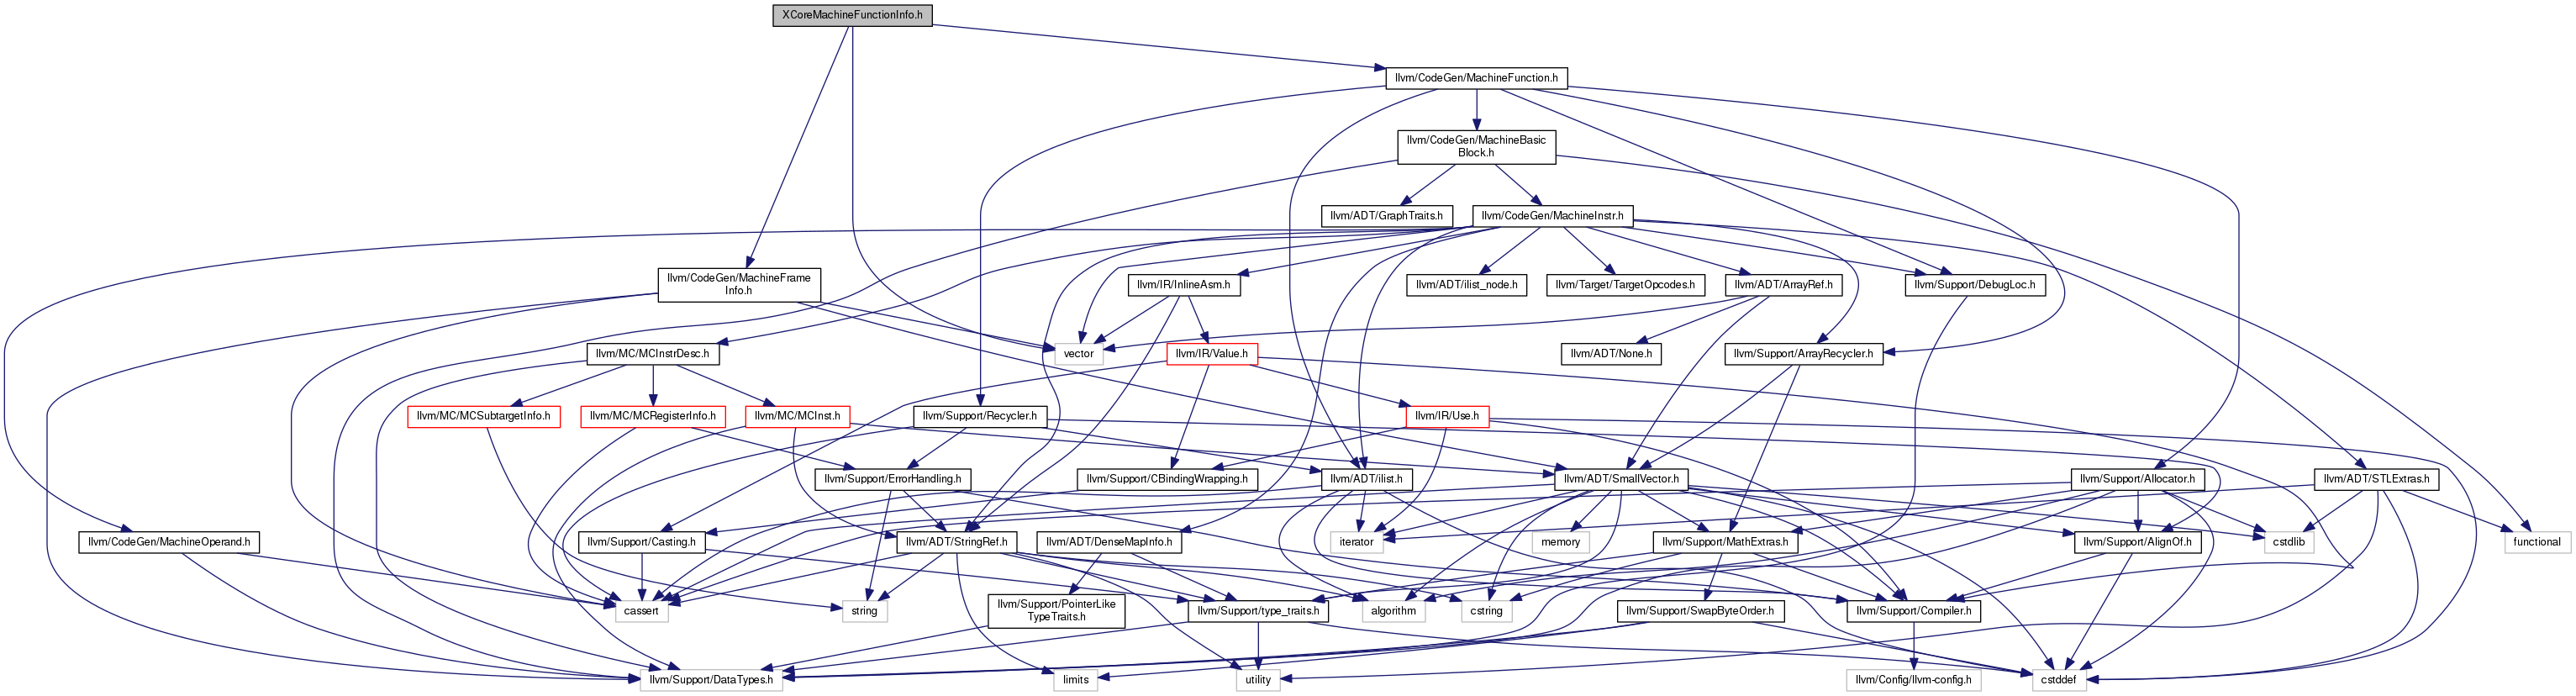 XCoreMachineFunctionInfo.h
llvm/CodeGen/MachineFunction.h
llvm/CodeGen/MachineBasic
Block.h
llvm/ADT/GraphTraits.h
llvm/CodeGen/MachineInstr.h
llvm/CodeGen/MachineFrame
Info.h
llvm/IR/InlineAsm.h
llvm/ADT/ilist_node.h
llvm/Target/TargetOpcodes.h
llvm/ADT/ArrayRef.h
llvm/Support/DebugLoc.h
llvm/MC/MCInstrDesc.h
vector
llvm/IR/Value.h
llvm/ADT/None.h
llvm/Support/ArrayRecycler.h
llvm/MC/MCSubtargetInfo.h
llvm/MC/MCRegisterInfo.h
llvm/MC/MCInst.h
llvm/Support/Recycler.h
llvm/IR/Use.h
llvm/Support/ErrorHandling.h
llvm/Support/CBindingWrapping.h
llvm/ADT/ilist.h
llvm/ADT/SmallVector.h
llvm/Support/Allocator.h
llvm/ADT/STLExtras.h
llvm/CodeGen/MachineOperand.h
llvm/Support/Casting.h
llvm/ADT/StringRef.h
llvm/ADT/DenseMapInfo.h
iterator
memory
llvm/Support/MathExtras.h
llvm/Support/AlignOf.h
cstdlib
functional
cassert
string
llvm/Support/PointerLike
TypeTraits.h
llvm/Support/type_traits.h
algorithm
cstring
llvm/Support/SwapByteOrder.h
llvm/Support/Compiler.h
llvm/Support/DataTypes.h
limits
utility
llvm/Config/llvm-config.h
cstddef